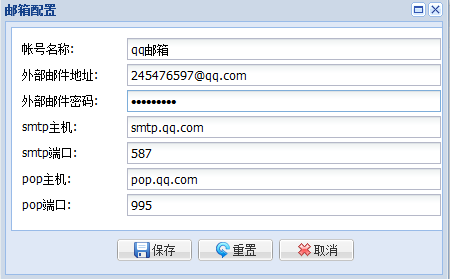 邮箱配置
帐号名称: qq邮箱
外部邮件地址: 245476597@qq.com
外部邮件密码: •••••••••
smtp主机: smtp.qq.com
smtp端口: 587
pop主机: pop.qq.com
pop端口: 995
保存 重置 取消